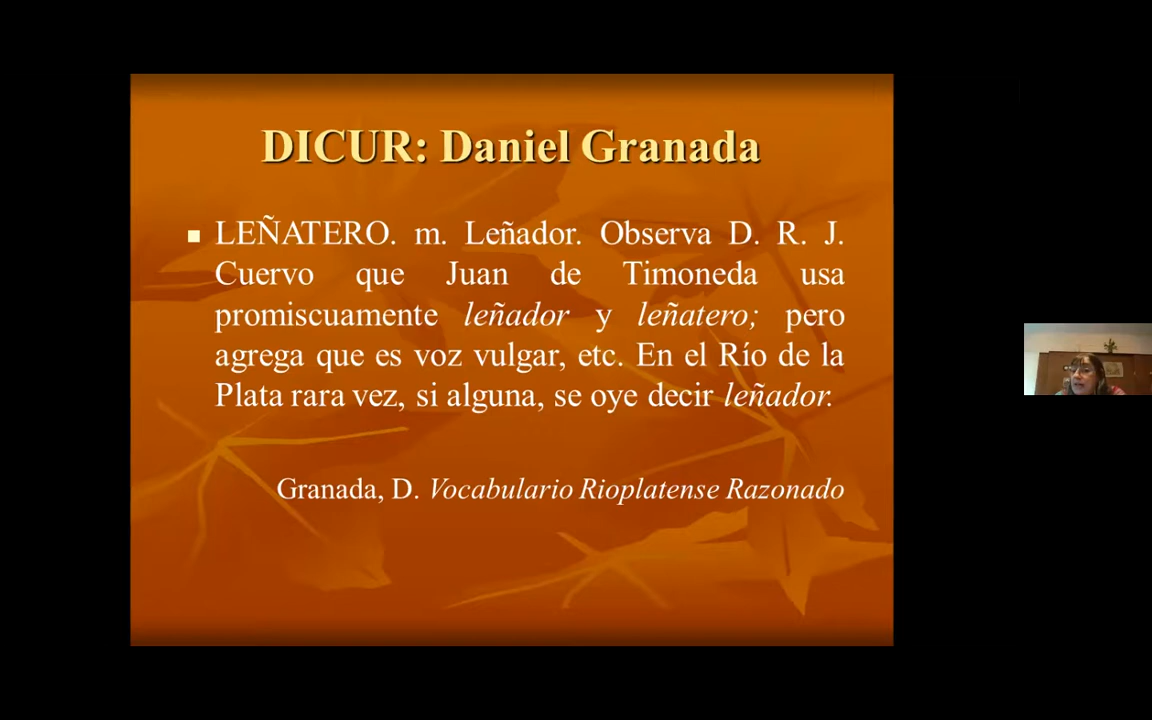 DICUR: Daniel Granada
LEÑATERO. m. Leñador. Observa D. R. J.
Cuervo que Juan de Timoneda usa
promiscuamente leñador y leñatero; pero
agrega que es voz vulgar, etc. En el Río de la
Plata rara vez, si alguna, se oye decir leñador.
Granada, D. Vocabulario Rioplatense Razonado